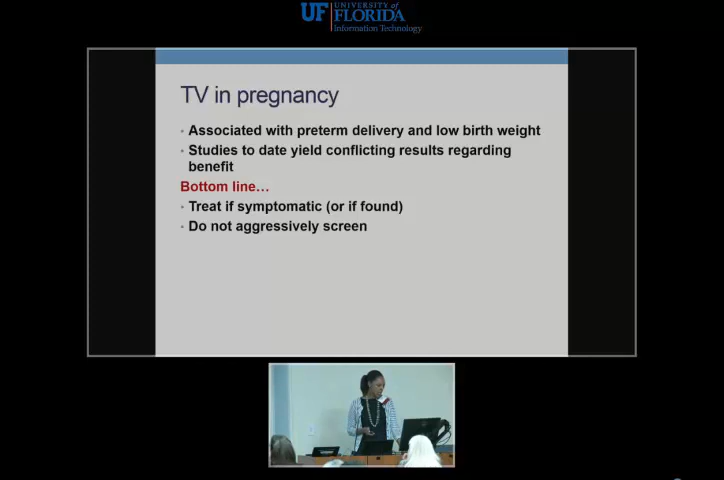 UF UNIVERSITY of
FLORIDA
Information Technology
TV in pregnancy
• Associated with preterm delivery and low birth weight
• Studies to date yield conflicting results regarding
benefit
Bottom line…
• Treat if symptomatic (or if found)
• Do not aggressively screen